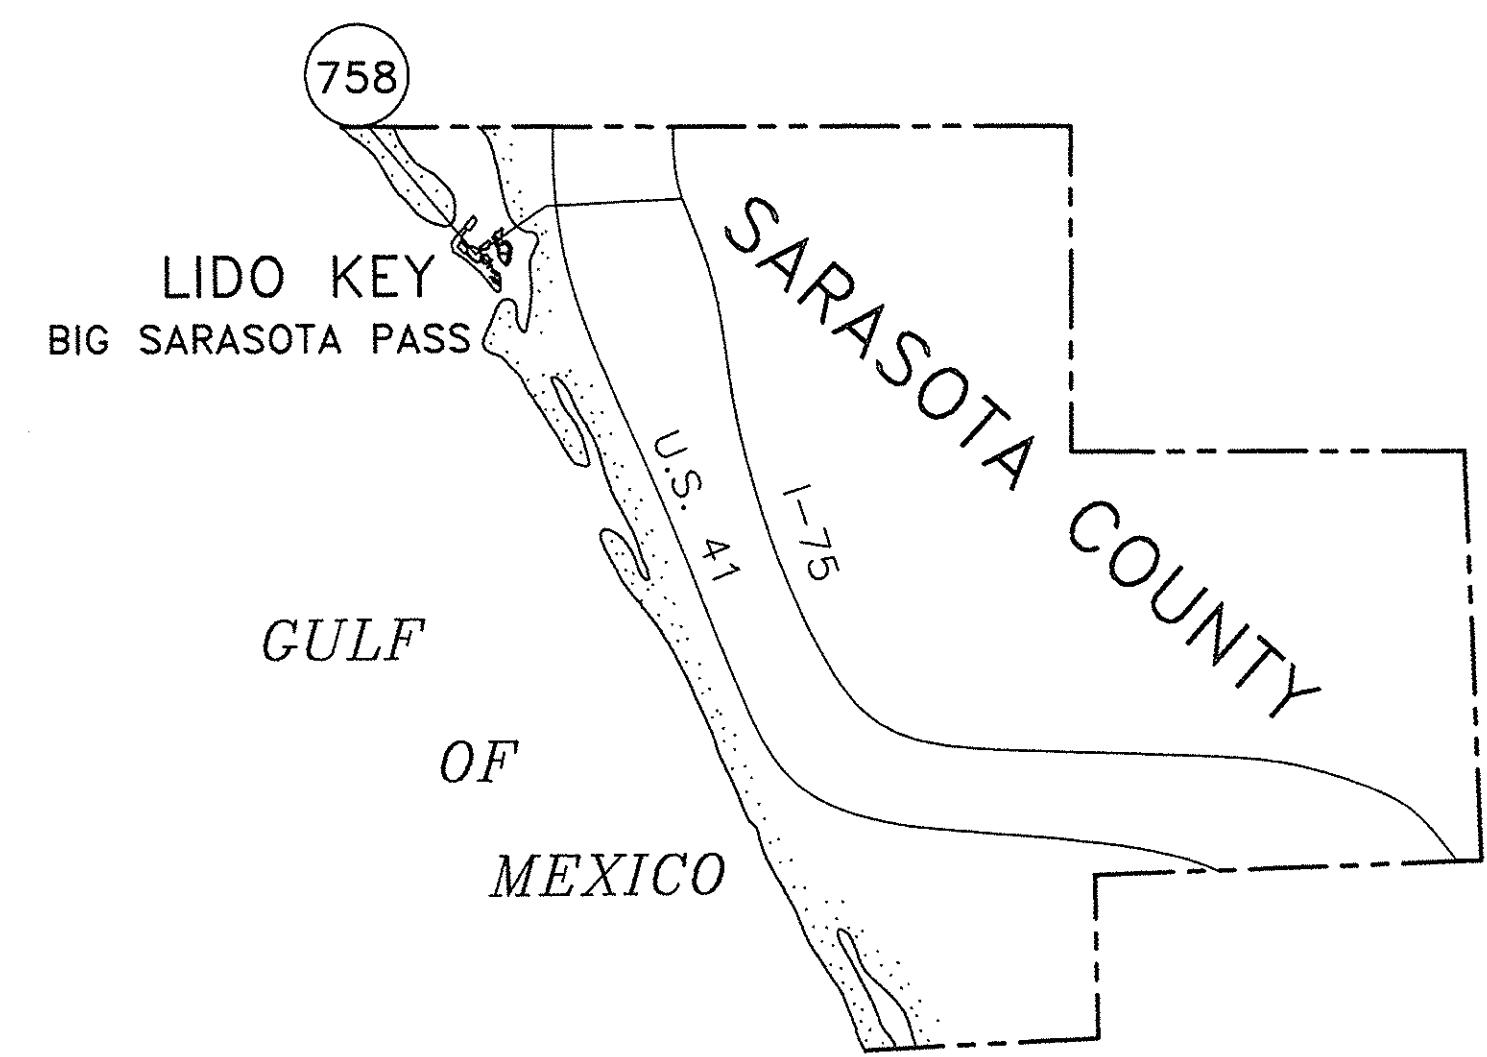 758
LIDO KEY
BIG SARASOTA PASS
SARASOTA COUNTY
U.S. 41
I-75
GULF
OF
MEXICO